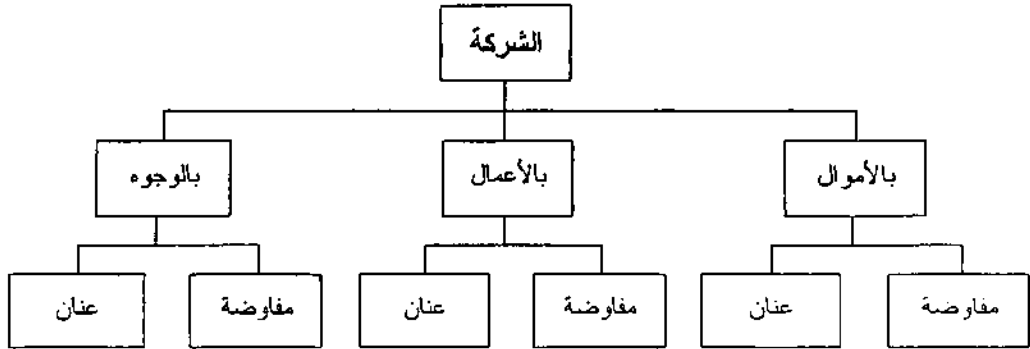 الشركة
بالأموال
بالأعمال
بالوجوه
مفاوضة
عنان
مفاوضة
عنان
مفاوضة
عنان